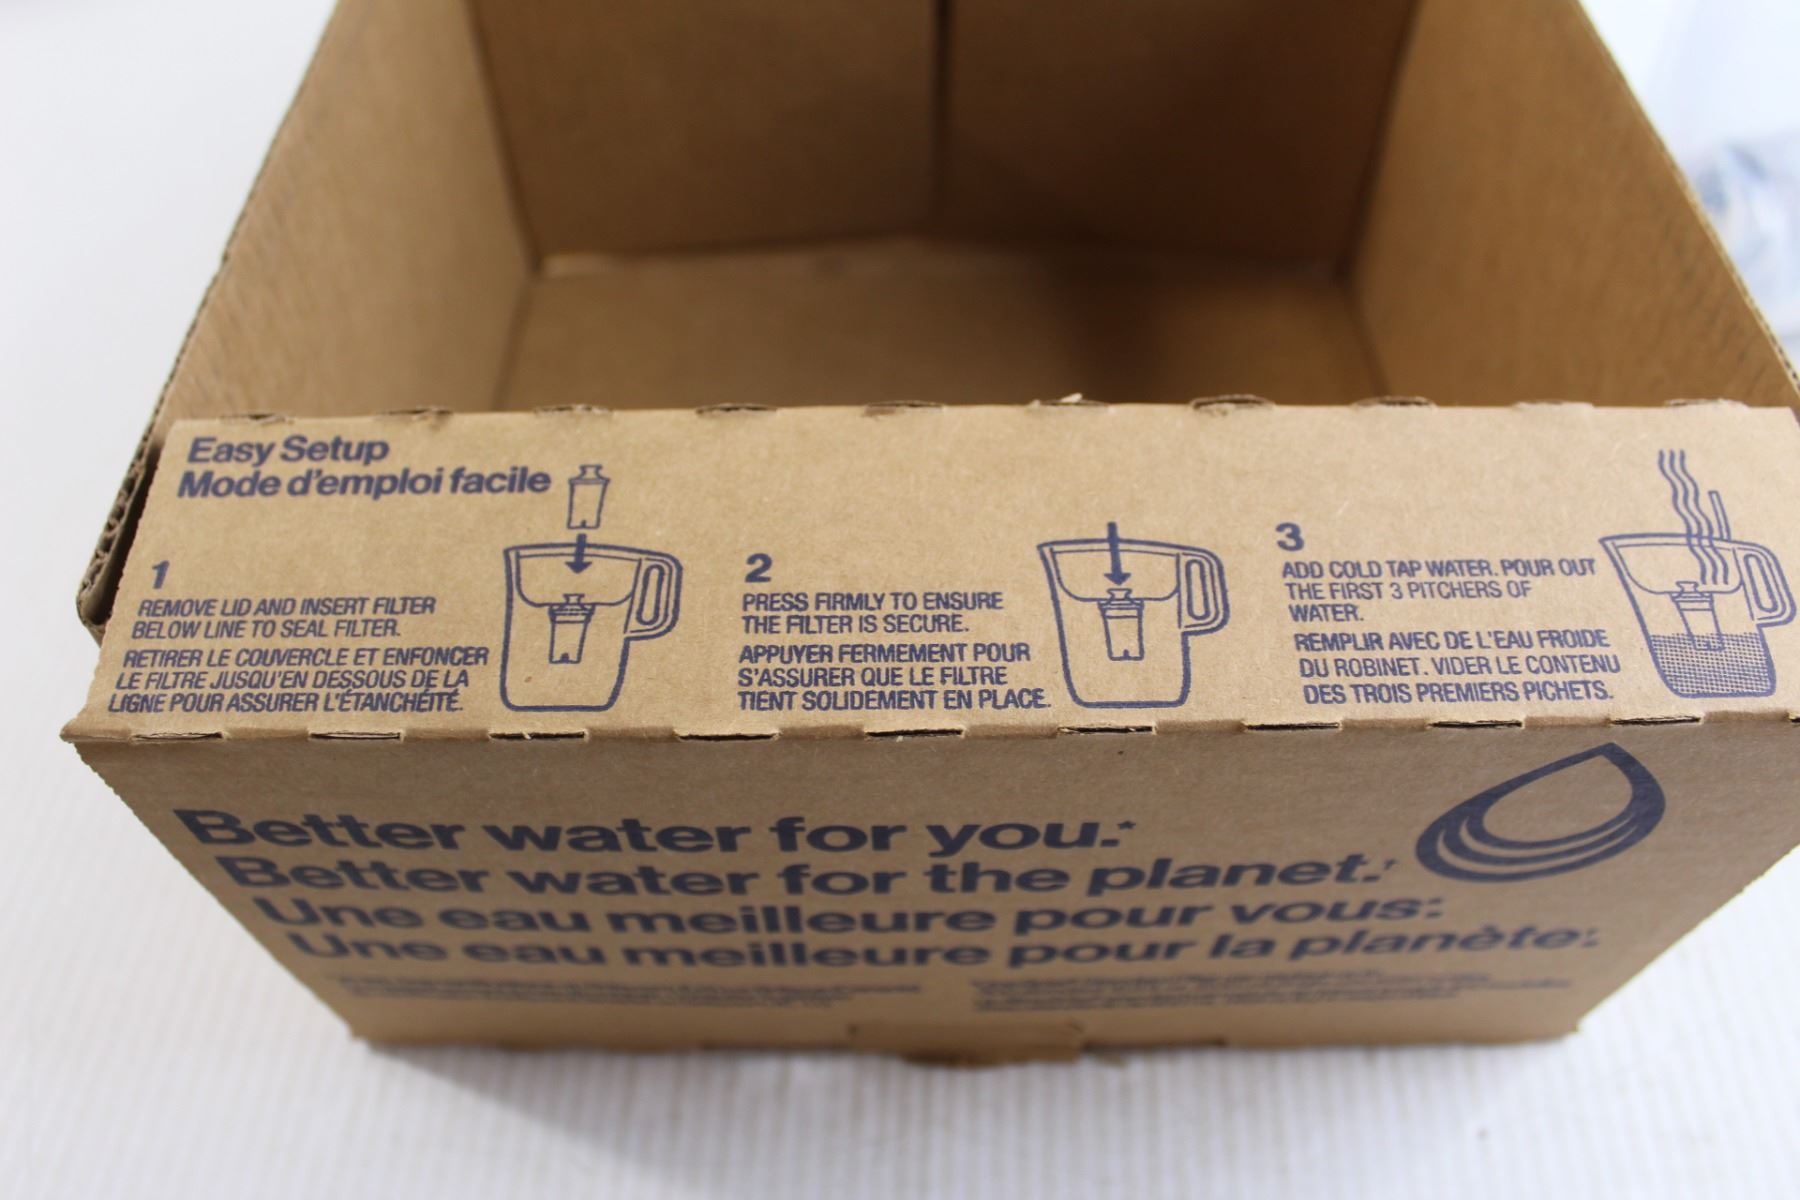 Easy Setup
Mode d'emploi facile
1
REMOVE LID AND INSERT FILTER
BELOW LINE TO SEAL FILTER.
RETIRER LE COUVERCLE ET ENFONCER
LE FILTRE JUSQU'EN DESSOUS DE LA
LIGNE POUR ASSURER L'ÉTANCHÉITÉ.
2
PRESS FIRMLY TO ENSURE
THE FILTER IS SECURE.
APPUYER FERMEMENT POUR
S'ASSURER QUE LE FILTRE
TIENT SOLIDEMENT EN PLACE.
3
ADD COLD TAP WATER. POUR OUT
THE FIRST 3 PITCHERS OF
WATER.
REMPLIR AVEC DE L'EAU FROIDE
DU ROBINET. VIDER LE CONTENU
DES TROIS PREMIERS PICHETS.
Better water for you.*
Better water for the planet.†
Une eau meilleure pour vous*.
Une eau meilleure pour la planète†.